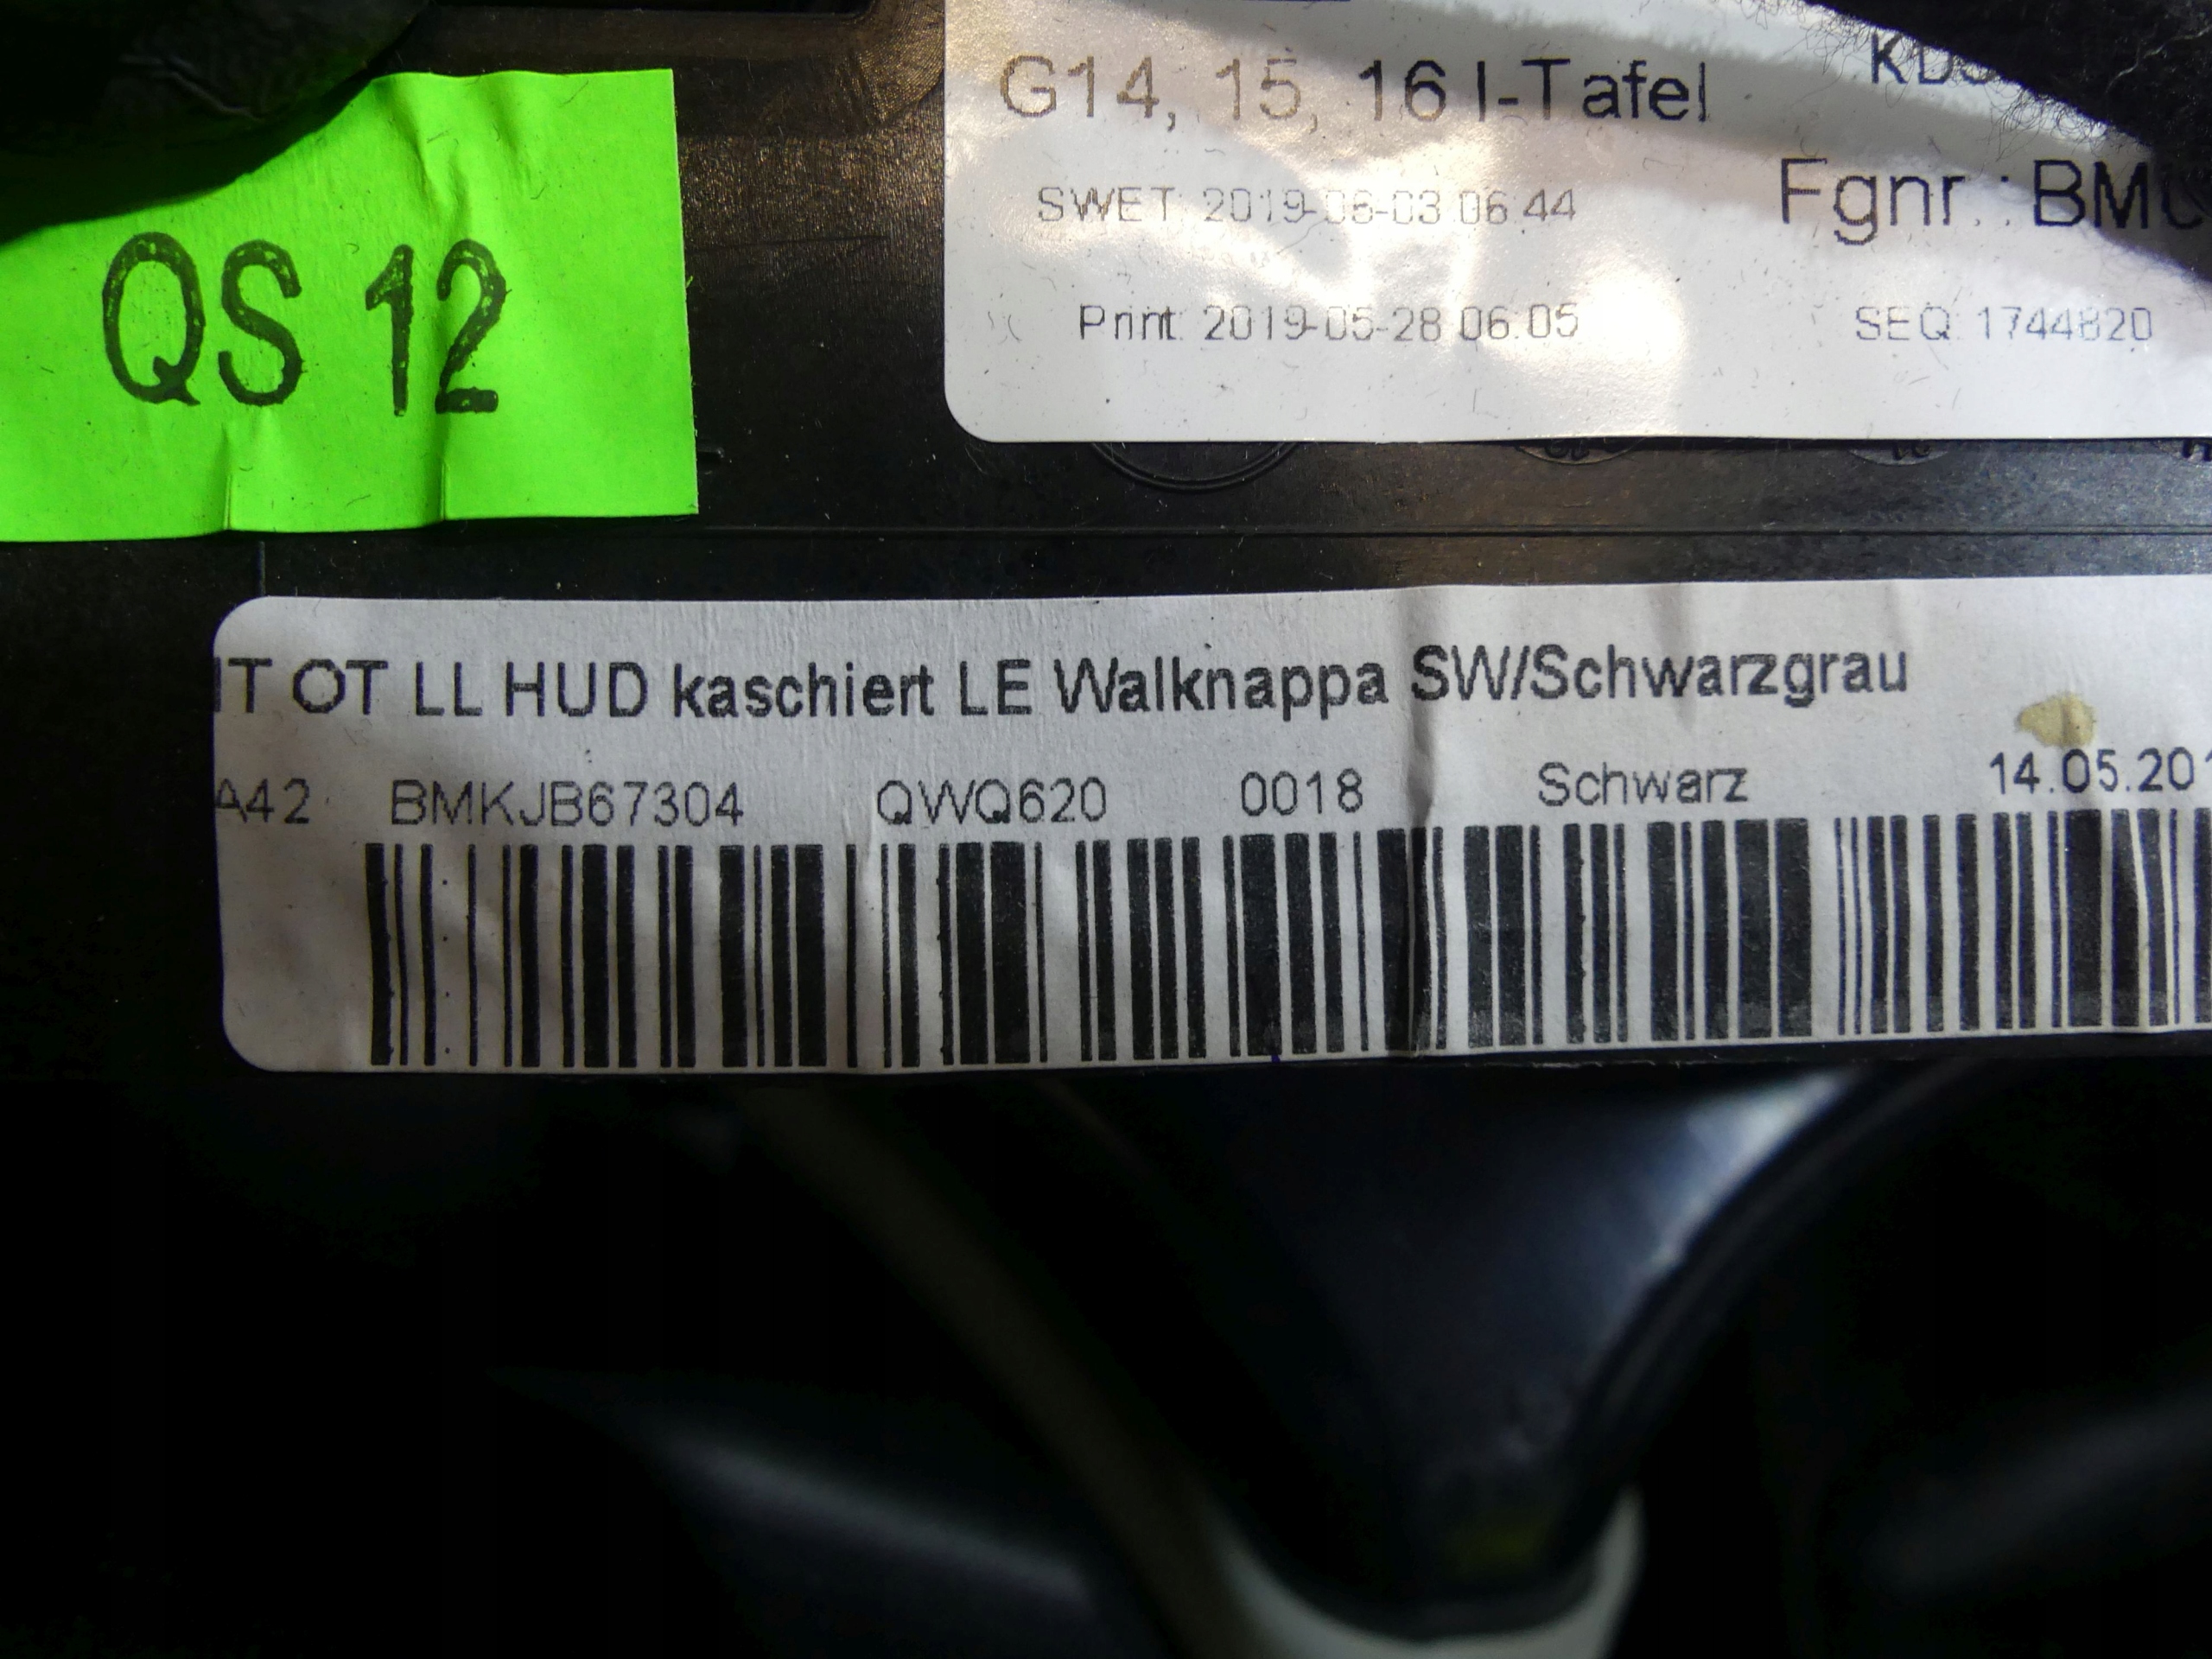 G14, 15, 16 I-Tafel
SWET: 2019-06-03 06:44
Fgnr.: BM
Print: 2019-05-28 06:05
SEQ: 1744820
QS 12
IT OT LL HUD kaschiert LE Walknappa SW/Schwarzgrau
A42 BMKJB67304 QWQ620 0018 Schwarz 14.05.201